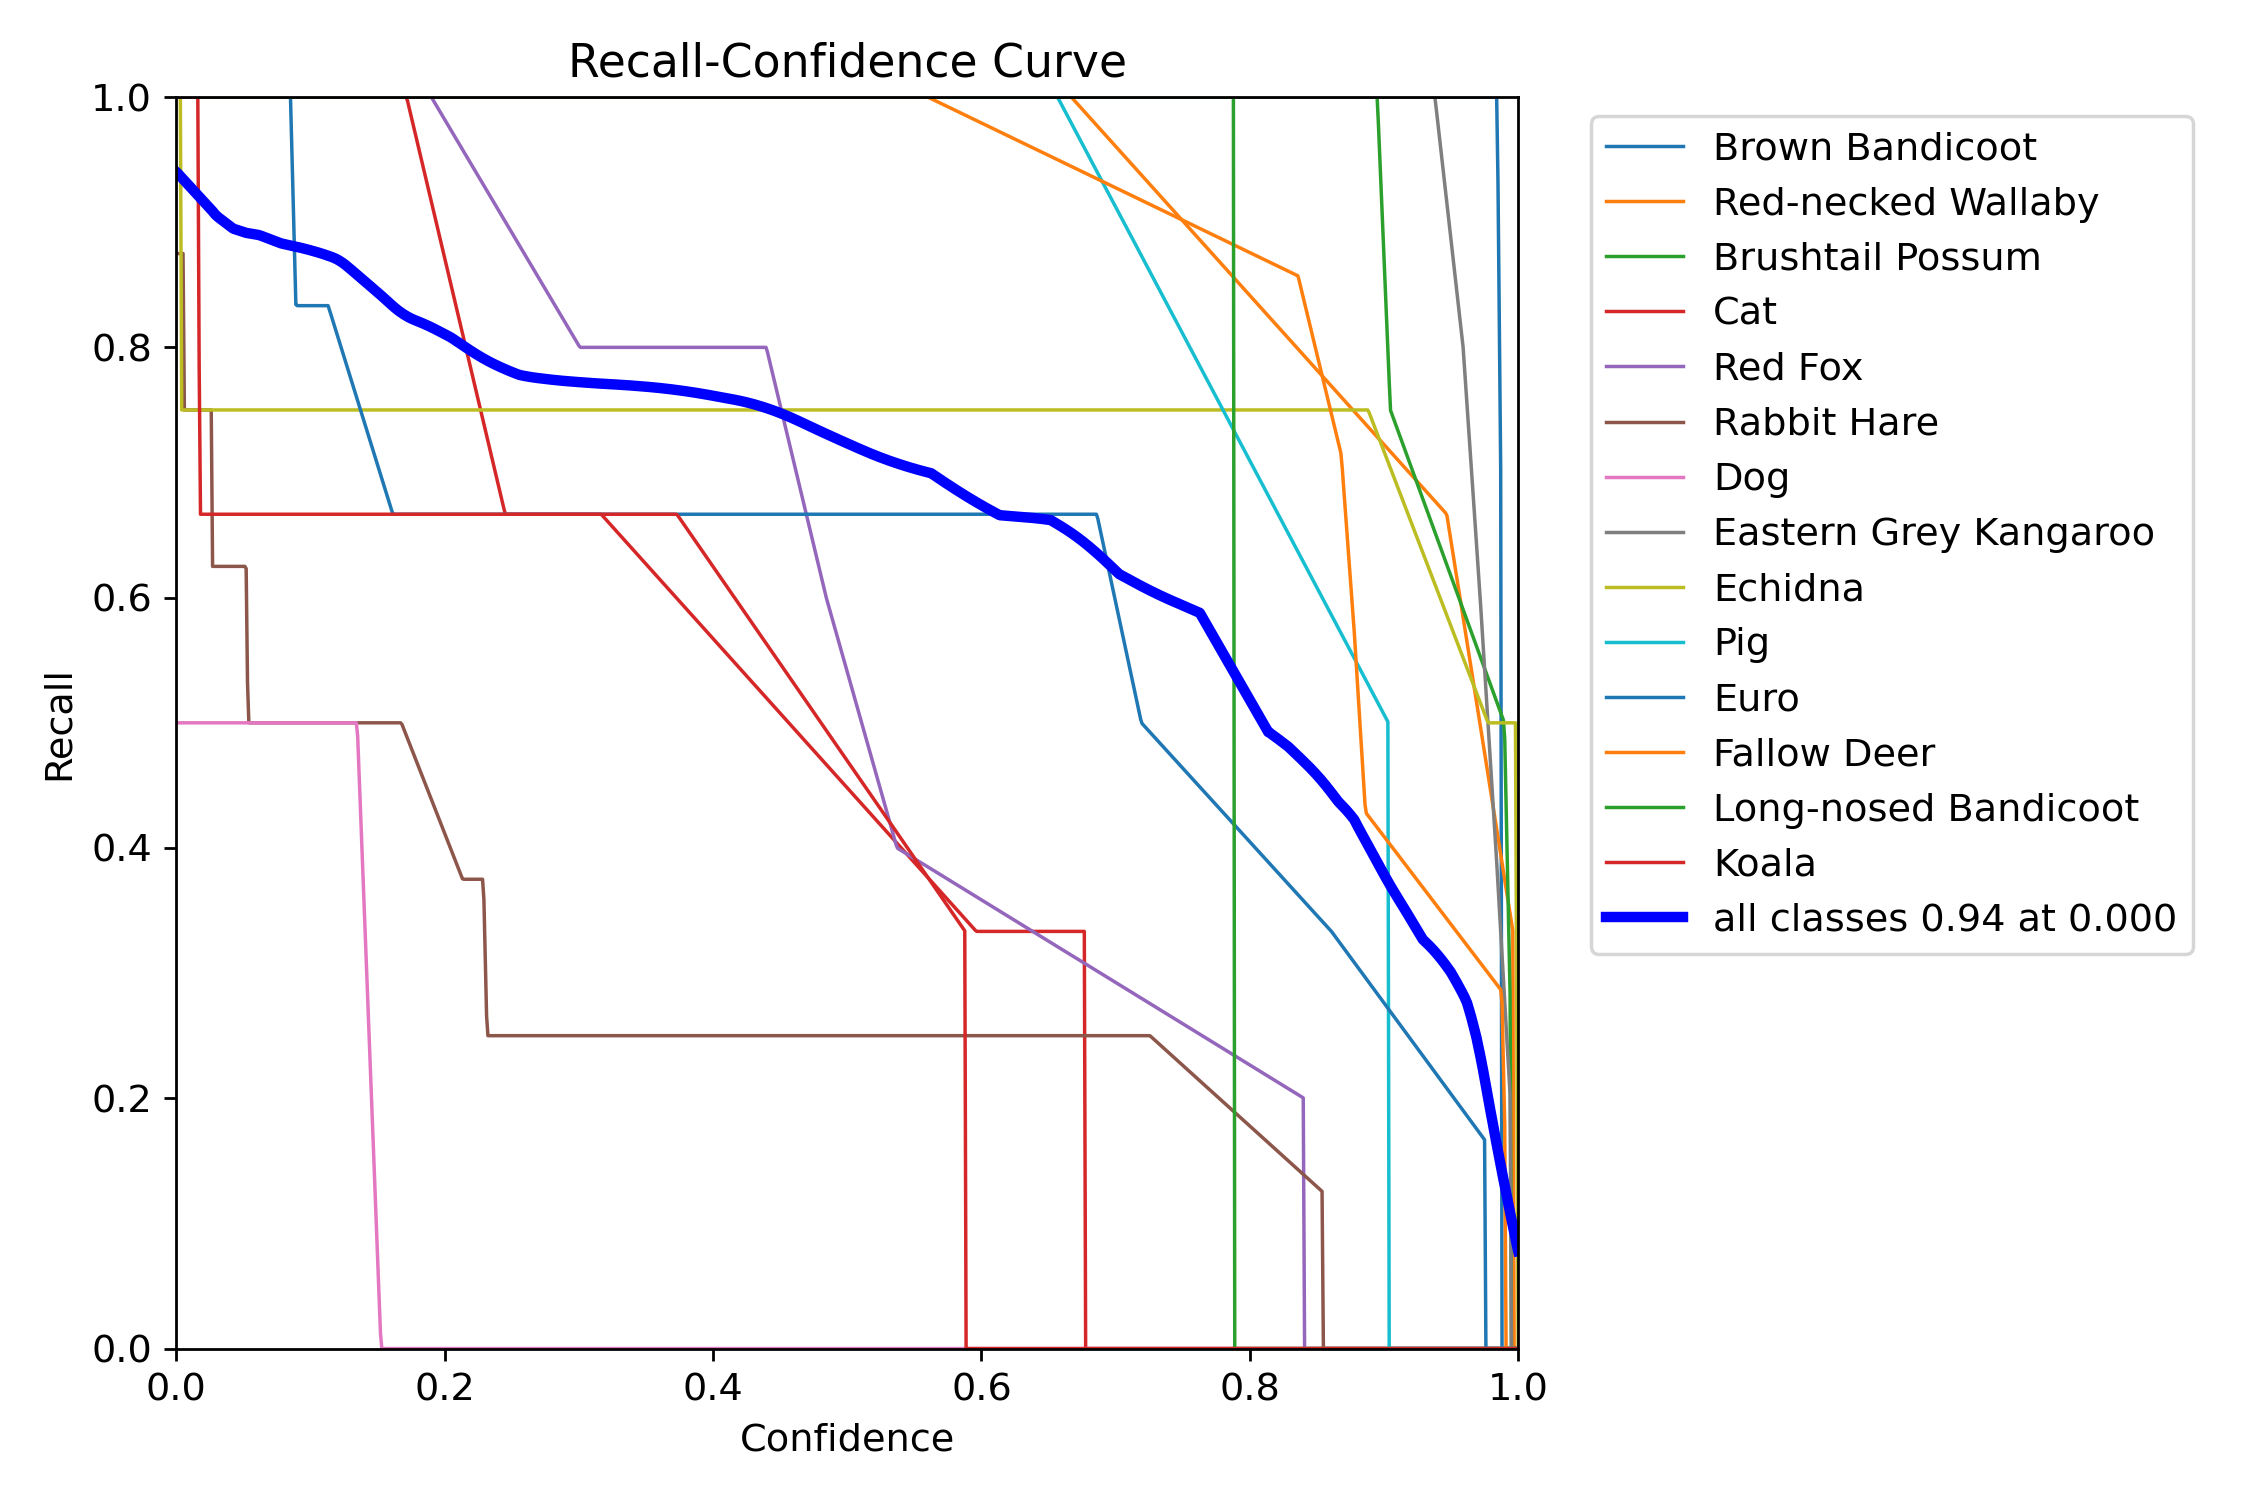 Recall-Confidence Curve
1.0
0.8
0.6
0.4
0.2
0.0
Recall
0.0 0.2 0.4 0.6 0.8 1.0
Confidence
Brown Bandicoot
Red-necked Wallaby
Brushtail Possum
Cat
Red Fox
Rabbit Hare
Dog
Eastern Grey Kangaroo
Echidna
Pig
Euro
Fallow Deer
Long-nosed Bandicoot
Koala
all classes 0.94 at 0.000